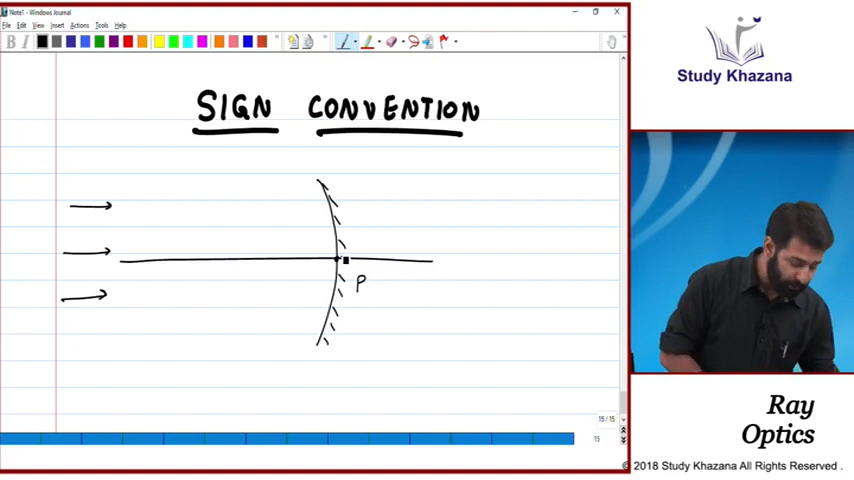 Note1 - Windows Journal
File Edit View Insert Actions Tools Help
B I
SIGN CONVENTION
P
15 / 15
15
Study Khazana
Ray
Optics
© 2018 Study Khazana All Rights Reserved .